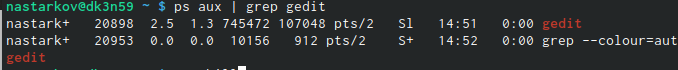 nastarkov@dk3n59 ~ $ ps aux | grep gedit
nastark+ 20898 2.5 1.3 745472 107048 pts/2 Sl 14:51 0:00 gedit
nastark+ 20953 0.0 0.0 10156 912 pts/2 S+ 14:52 0:00 grep --colour=aut
gedit